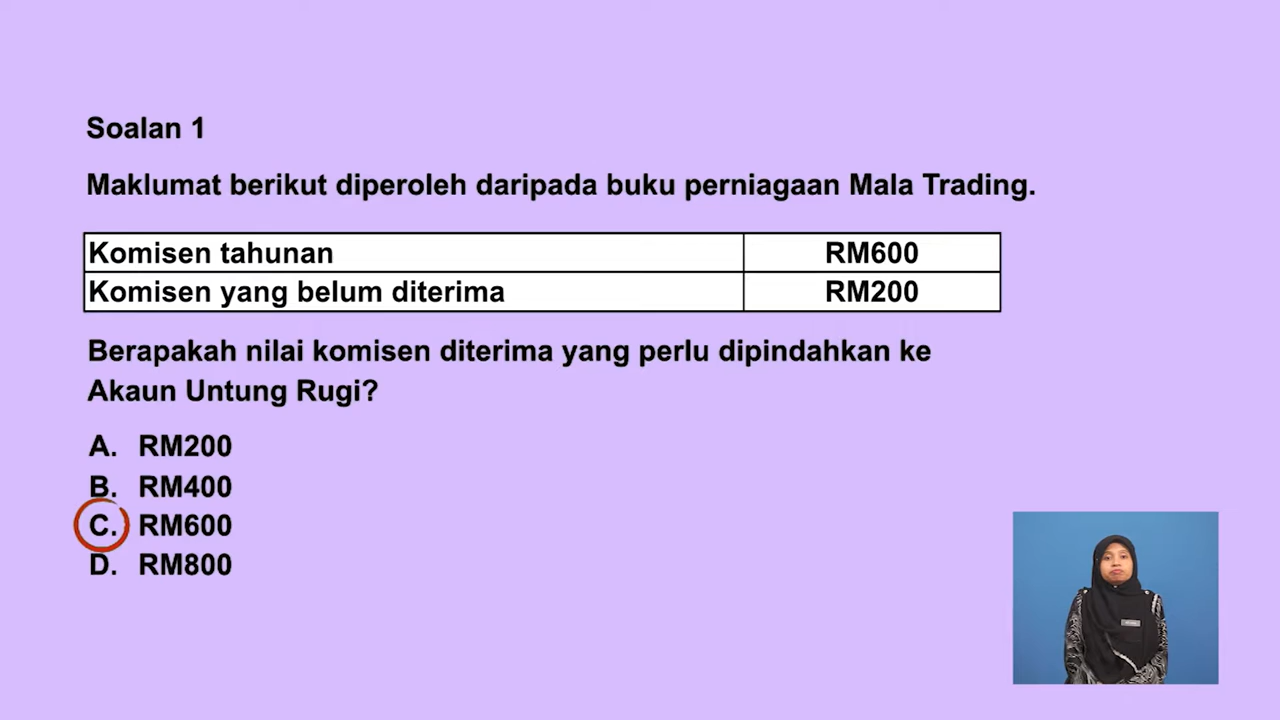 Soalan 1
Maklumat berikut diperoleh daripada buku perniagaan Mala Trading.
Komisen tahunan RM600
Komisen yang belum diterima RM200
Berapakah nilai komisen diterima yang perlu dipindahkan ke
Akaun Untung Rugi?
A. RM200
B. RM400
C. RM600
D. RM800